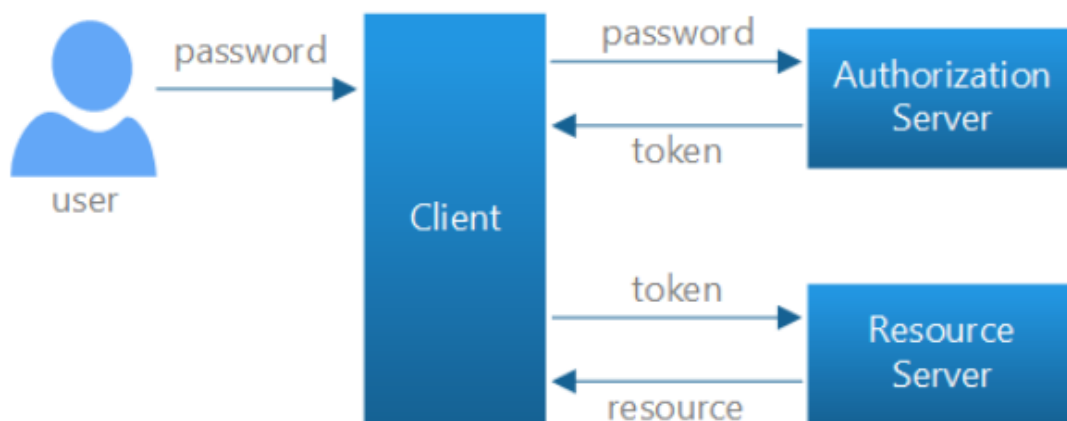 password
password
Authorization
Server
token
user
Client
token
Resource
Server
resource